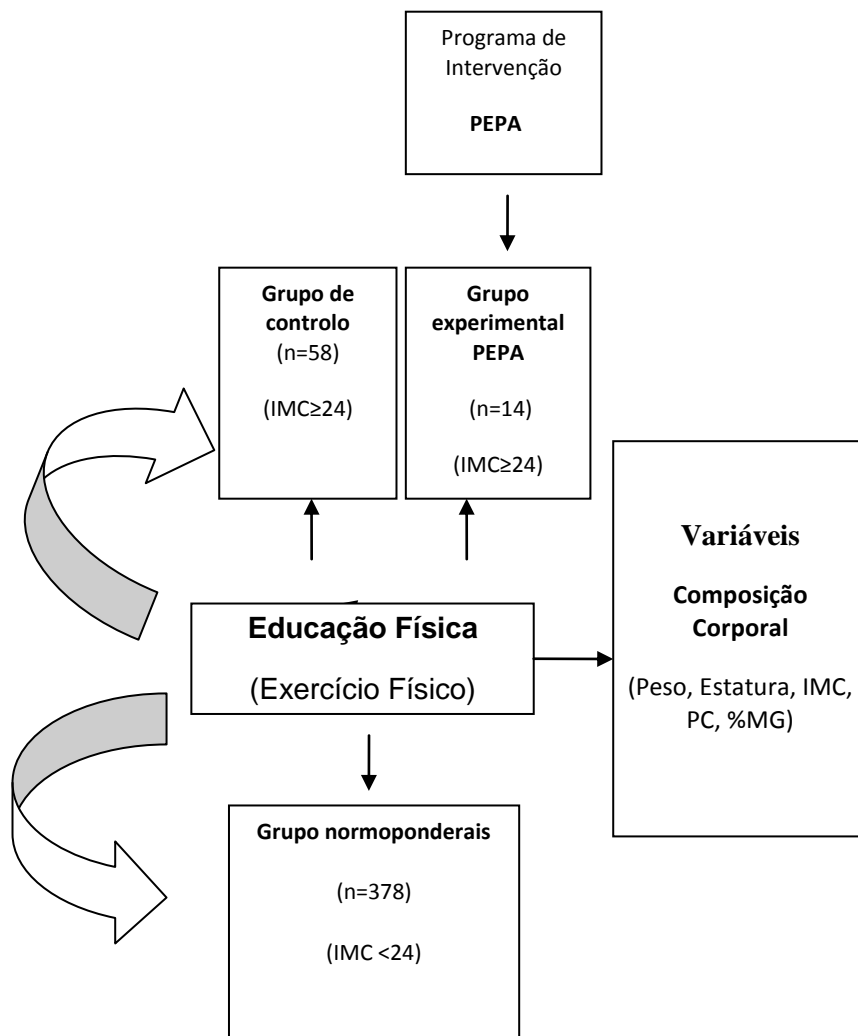 Programa de
Intervenção
PEPA
Grupo de
controlo
(n=58)
(IMC≥24)
Grupo
experimental
PEPA
(n=14)
(IMC≥24)
Variáveis
Composição
Corporal
(Peso, Estatura, IMC,
PC, %MG)
Educação Física
(Exercício Físico)
Grupo normoponderais
(n=378)
(IMC <24)